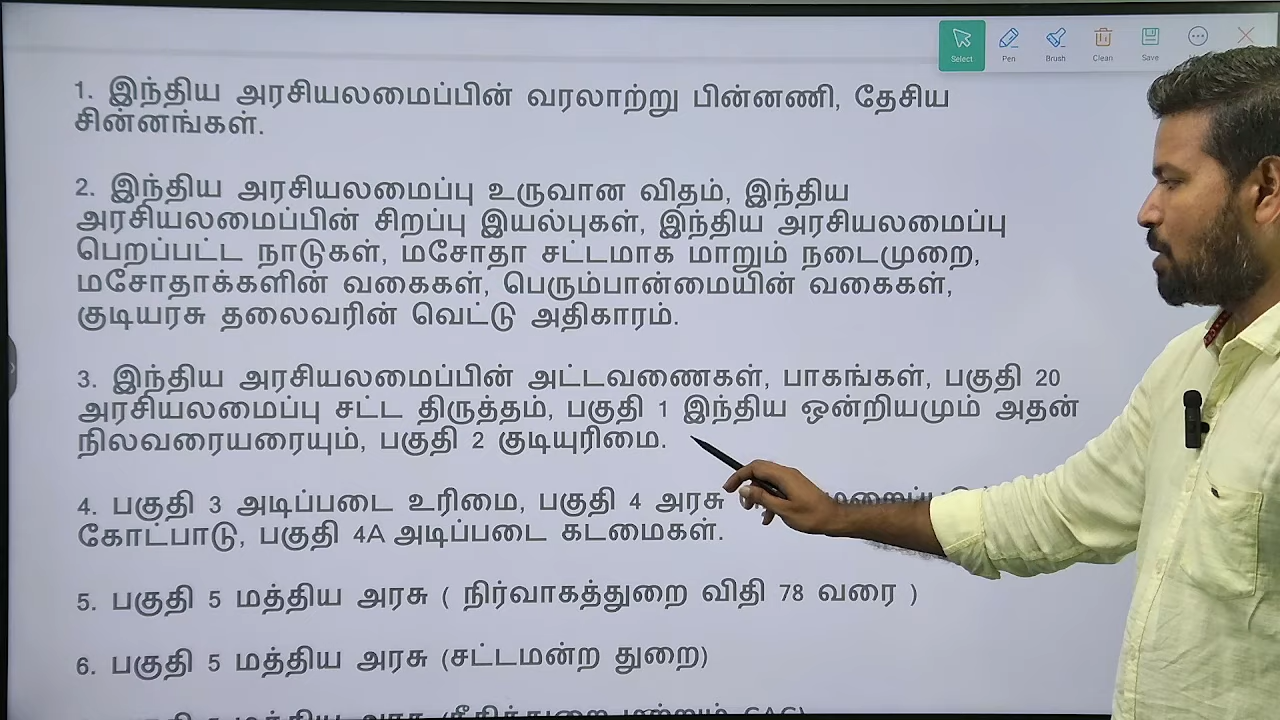 Select Pen Brush Clean Save
1. இந்திய அரசியலமைப்பின் வரலாற்று பின்னணி, தேசிய
சின்னங்கள்.
2. இந்திய அரசியலமைப்பு உருவான விதம், இந்திய
அரசியலமைப்பின் சிறப்பு இயல்புகள், இந்திய அரசியலமைப்பு
பெறப்பட்ட நாடுகள், மசோதா சட்டமாக மாறும் நடைமுறை,
மசோதாக்களின் வகைகள், பெரும்பான்மையின் வகைகள்,
குடியரசு தலைவரின் வெட்டு அதிகாரம்.
3. இந்திய அரசியலமைப்பின் அட்டவணைகள், பாகங்கள், பகுதி 20
அரசியலமைப்பு சட்ட திருத்தம், பகுதி 1 இந்திய ஒன்றியமும் அதன்
நிலவரையரையும், பகுதி 2 குடியுரிமை.
4. பகுதி 3 அடிப்படை உரிமை, பகுதி 4 அரசு
கோட்பாடு, பகுதி 4A அடிப்படை கடமைகள்.
5. பகுதி 5 மத்திய அரசு ( நிர்வாகத்துறை விதி 78 வரை )
6. பகுதி 5 மத்திய அரசு (சட்டமன்ற துறை)